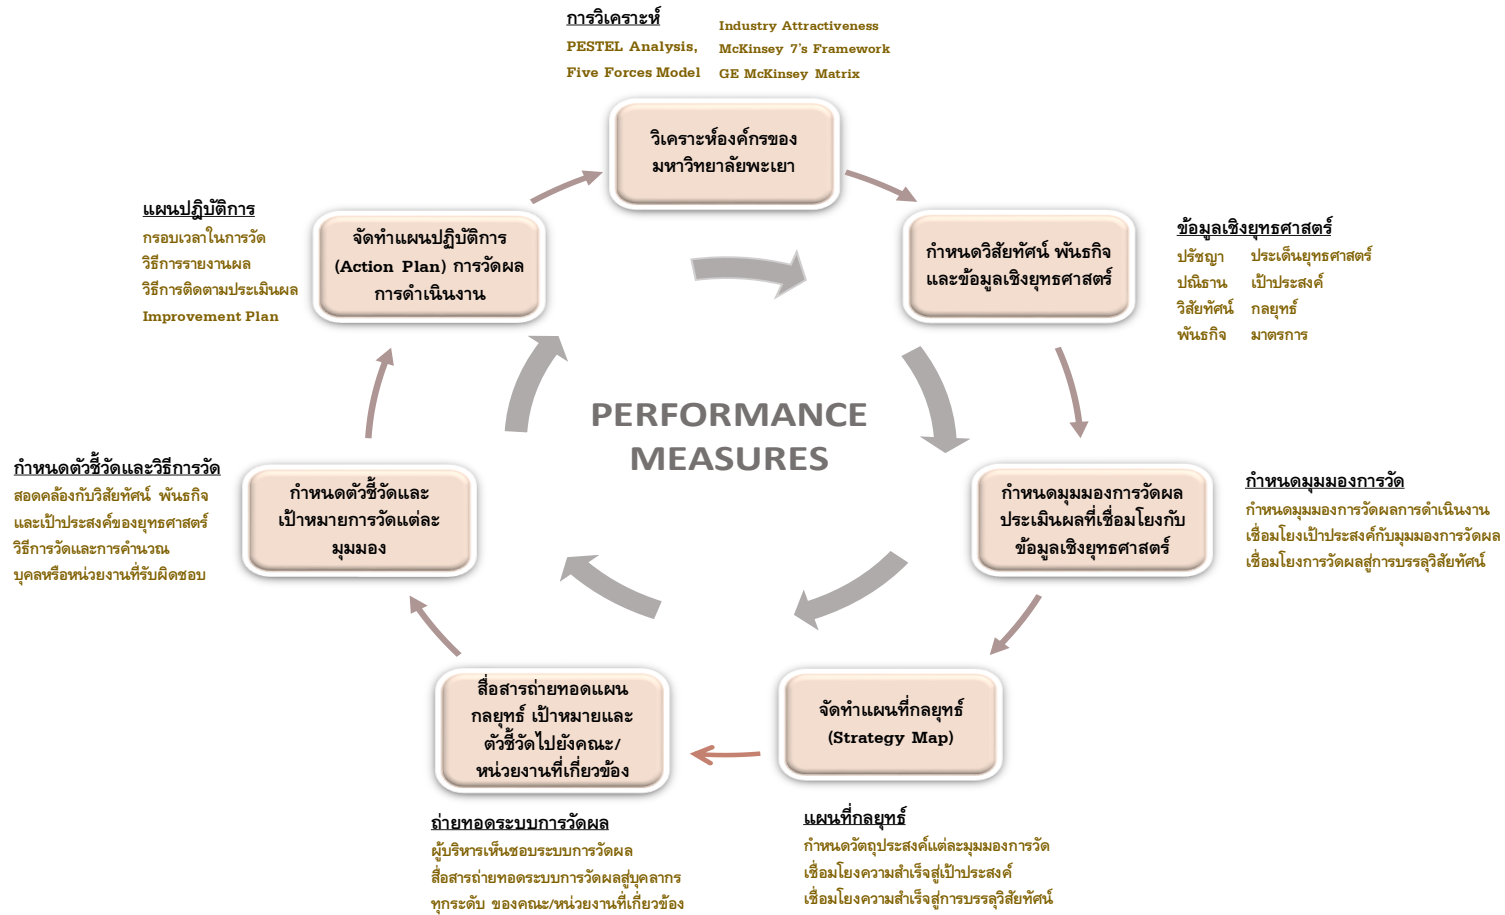 การวิเคราะห์
PESTEL Analysis,
Five Forces Model
Industry Attractiveness
McKinsey 7's Framework
GE McKinsey Matrix
วิเคราะห์องค์กรของ
มหาวิทยาลัยพะเยา
กำหนดวิสัยทัศน์ พันธกิจ
และข้อมูลเชิงยุทธศาสตร์
ข้อมูลเชิงยุทธศาสตร์
ปรัชญา ประเด็นยุทธศาสตร์
ปณิธาน เป้าประสงค์
วิสัยทัศน์ กลยุทธ์
พันธกิจ มาตรการ
กำหนดมุมมองการวัดผล
ประเมินผลที่เชื่อมโยงกับ
ข้อมูลเชิงยุทธศาสตร์
กำหนดมุมมองการวัด
กำหนดมุมมองการวัดผลการดำเนินงาน
เชื่อมโยงเป้าประสงค์กับมุมมองการวัดผล
เชื่อมโยงการวัดผลสู่การบรรลุวิสัยทัศน์
จัดทำแผนที่กลยุทธ์
(Strategy Map)
แผนที่กลยุทธ์
กำหนดวัตถุประสงค์แต่ละมุมมองการวัด
เชื่อมโยงความสำเร็จสู่เป้าประสงค์
เชื่อมโยงความสำเร็จสู่การบรรลุวิสัยทัศน์
สื่อสารถ่ายทอดแผน
กลยุทธ์ เป้าหมายและ
ตัวชี้วัดไปยังคณะ/
หน่วยงานที่เกี่ยวข้อง
ถ่ายทอดระบบการวัดผล
ผู้บริหารเห็นชอบระบบการวัดผล
สื่อสารถ่ายทอดระบบการวัดผลสู่บุคลากร
ทุกระดับ ของคณะ/หน่วยงานที่เกี่ยวข้อง
กำหนดตัวชี้วัดและ
เป้าหมายการวัดแต่ละ
มุมมอง
กำหนดตัวชี้วัดและวิธีการวัด
สอดคล้องกับวิสัยทัศน์ พันธกิจ
และเป้าประสงค์ของยุทธศาสตร์
วิธีการวัดและการคำนวณ
บุคลหรือหน่วยงานที่รับผิดชอบ
จัดทำแผนปฏิบัติการ
(Action Plan) การวัดผล
การดำเนินงาน
แผนปฏิบัติการ
กรอบเวลาในการวัด
วิธีการรายงานผล
วิธีการติดตามประเมินผล
Improvement Plan
PERFORMANCE
MEASURES